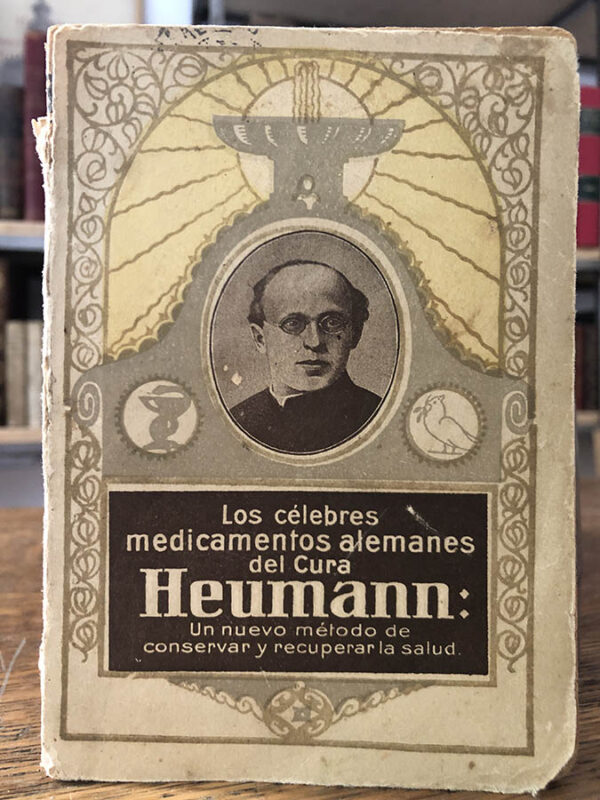 Los célebres
medicamentos alemanes
del Cura
Heumann:
Un nuevo método de
conservar y recuperar la salud.